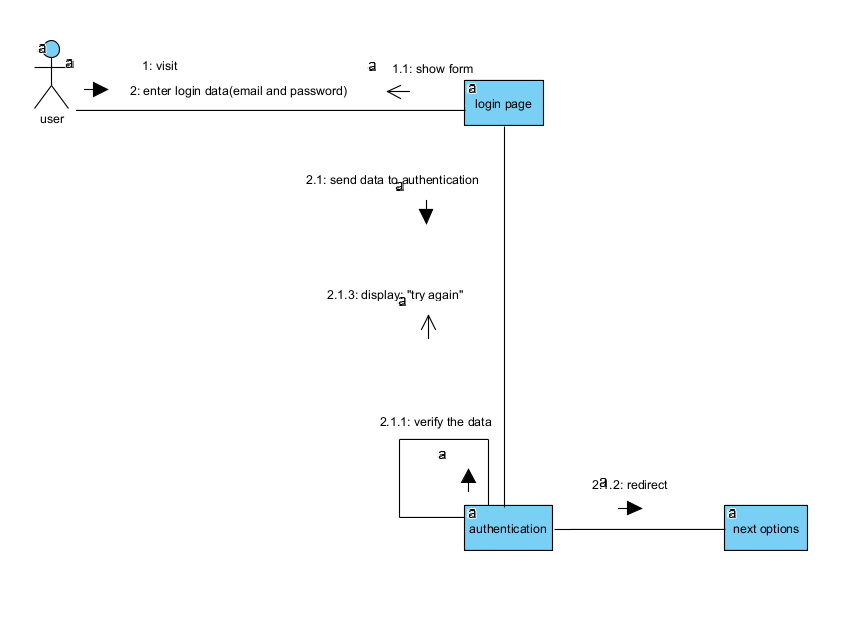 a
a
1: visit
a
1.1: show form
2: enter login data(email and password)
a
login page
user
2.1: send data to authentication
a
2.1.3: display: "try again"
a
2.1.1: verify the data
a
a
2.1.2: redirect
a
authentication
a
next options